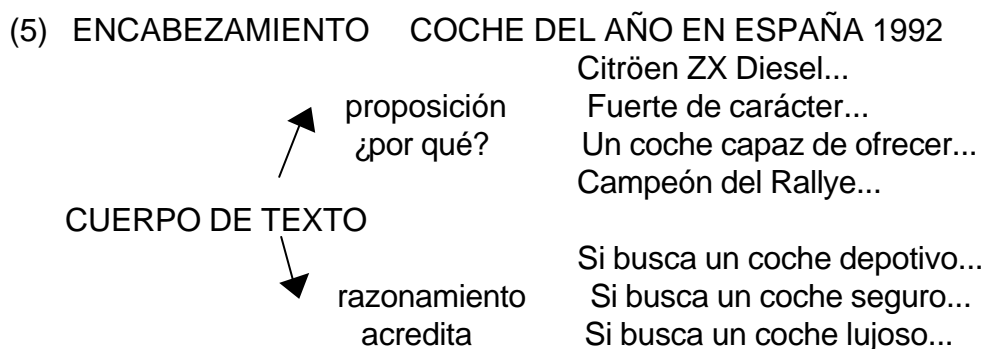 (5) ENCABEZAMIENTO COCHE DEL AÑO EN ESPAÑA 1992
Citröen ZX Diesel...
proposición Fuerte de carácter...
¿por qué? Un coche capaz de ofrecer...
Campeón del Rallye...
CUERPO DE TEXTO
Si busca un coche depotivo...
razonamiento Si busca un coche seguro...
acredita Si busca un coche lujoso...